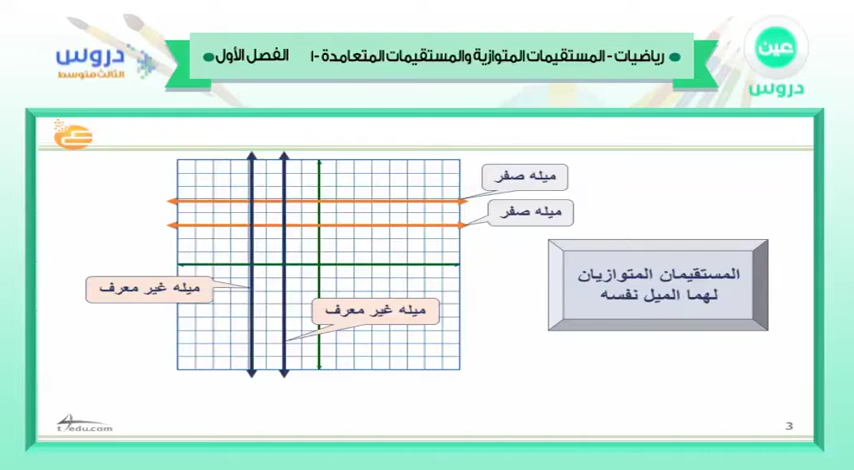 عين
دروس
رياضيات - المستقيمات المتوازية والمستقيمات المتعامدة -١ الفصل الأول
دروس
الثالث متوسط
ميله صفر
ميله صفر
المستقيمان المتوازيان
لهما الميل نفسه
ميله غير معرف
ميله غير معرف
t4edu.com
3